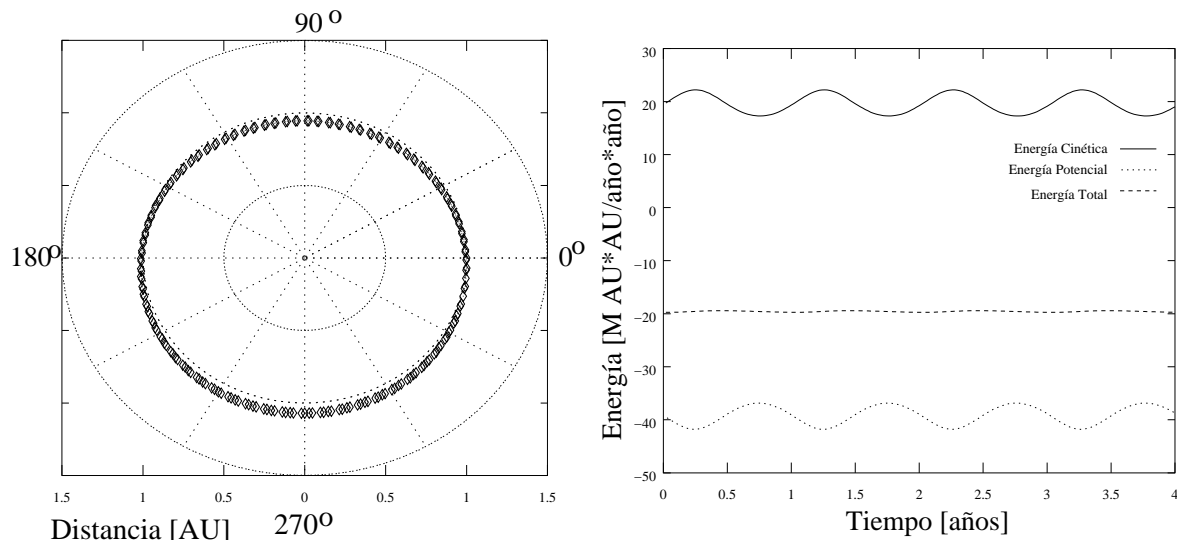 90 o
180 o
0 o
1.5 1 0.5 0 0.5 1 1.5
Distancia [AU]
270 o
Energía [M AU*AU/año*año]
30
20
10
0
−10
−20
−30
−40
−50
Energía Cinética
Energía Potencial
Energía Total
0 0.5 1 1.5 2 2.5 3 3.5 4
Tiempo [años]